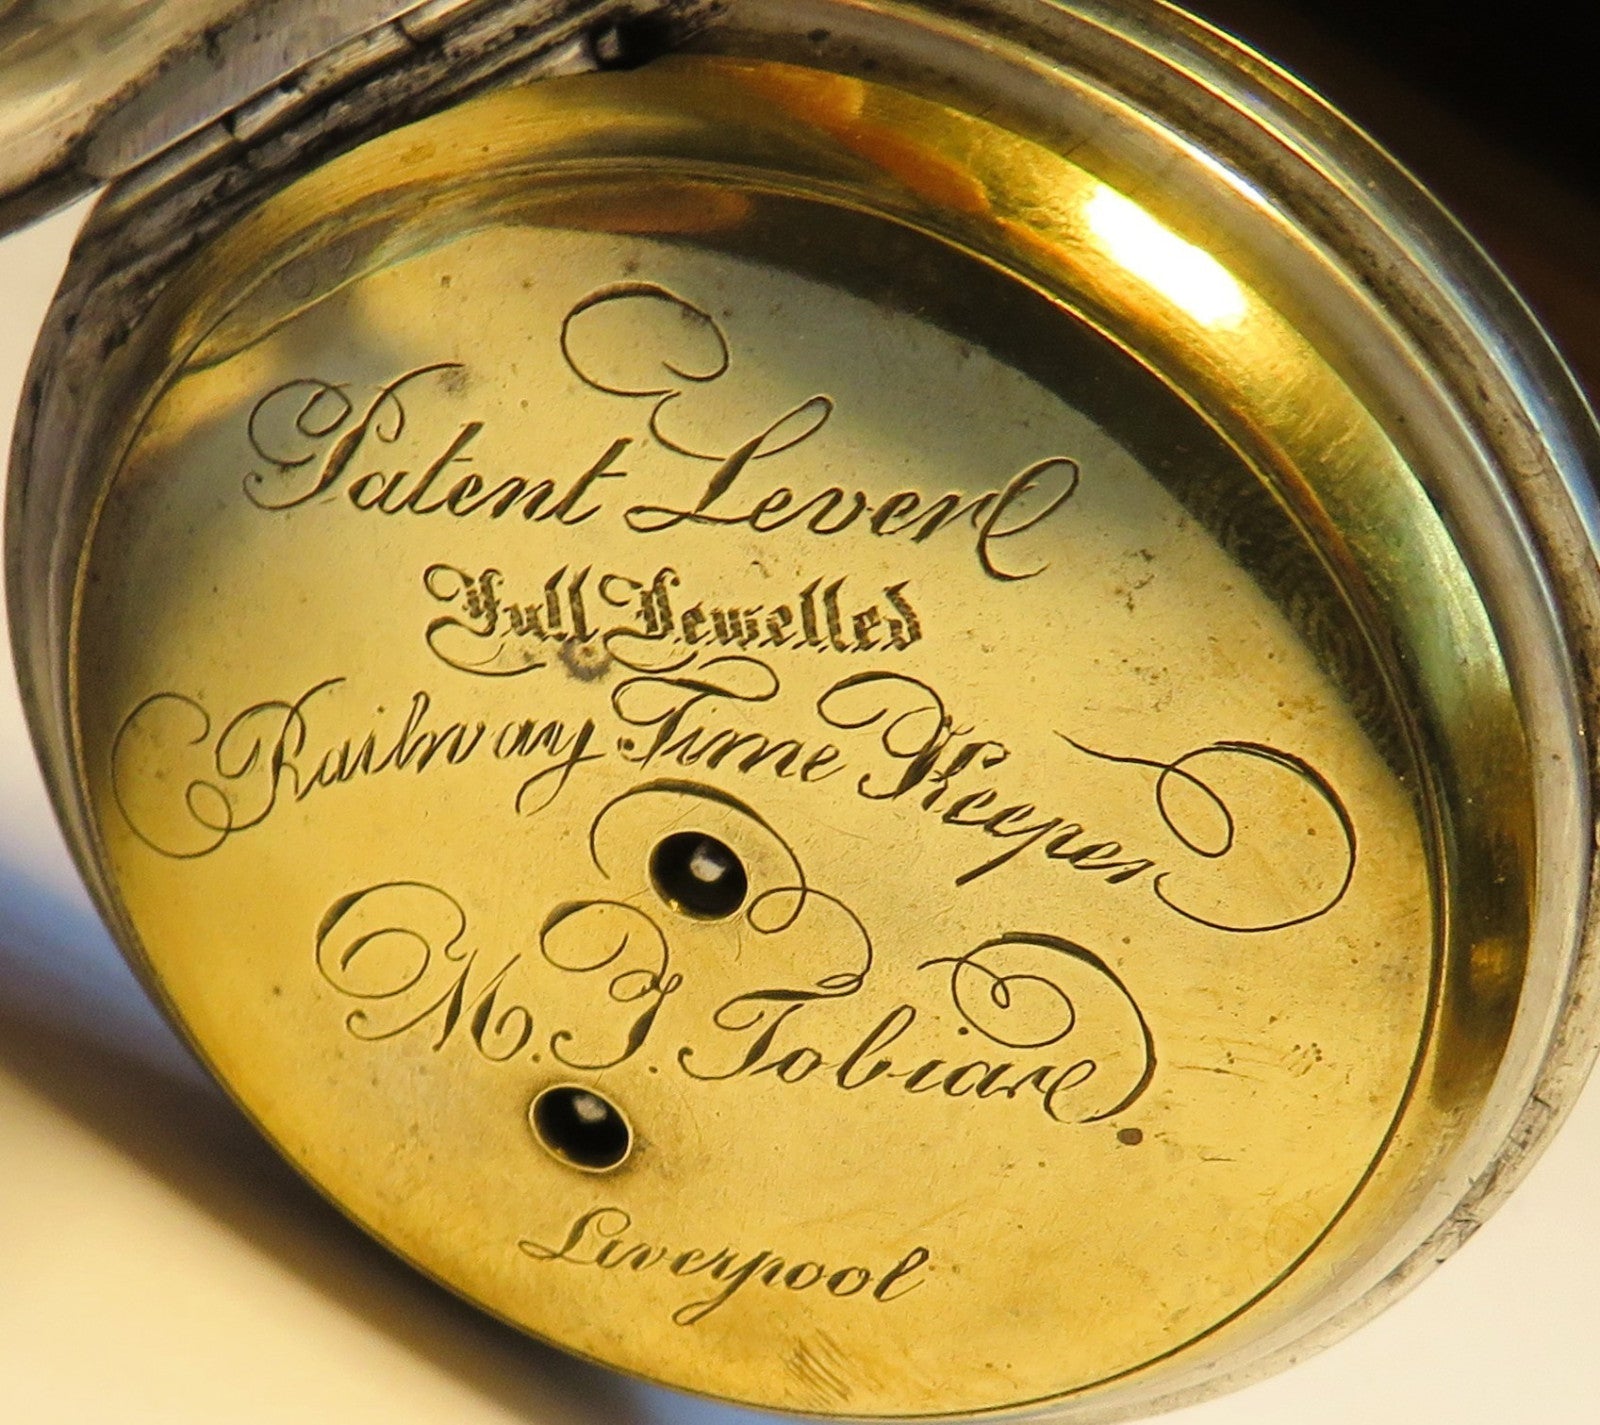 Patent Lever
Full Jewelled
Railway Time Keeper
M. J. Tobias.
Liverpool